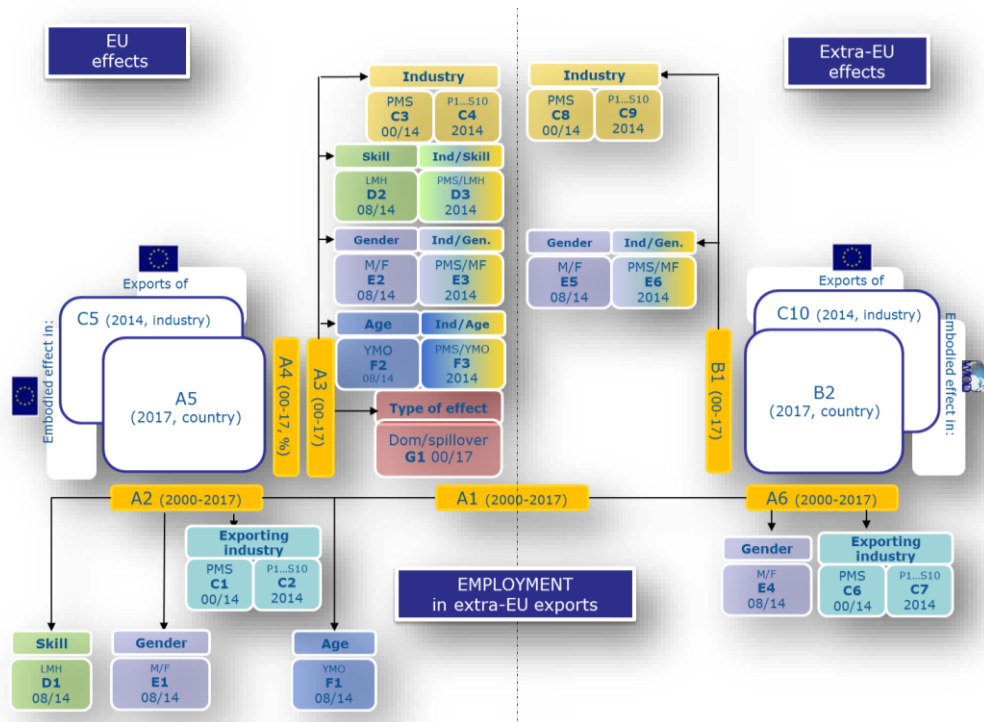 EU
effects
Extra-EU
effects
Industry
PMS
C3
00/14
P1...S10
C4
2014
Industry
PMS
C8
00/14
P1...S10
C9
2014
Skill
Ind/Skill
LMH
D2
08/14
PMS/LMH
D3
2014
Gender
Ind/Gen.
M/F
E2
08/14
PMS/MF
E3
2014
Gender
Ind/Gen.
M/F
E5
08/14
PMS/MF
E6
2014
Age
Ind/Age
YMO
F2
08/14
PMS/YMO
F3
2014
Type of effect
Dom/spillover
G1 00/17
Exports of
Embodied effect in:
C5 (2014, industry)
A5
(2017, country)
A4 (00-17, %)
A3 (00-17)
B1 (00-17)
Exports of
Embodied effect in:
C10 (2014, industry)
B2
(2017, country)
WIOD
A2 (2000-2017)
A1 (2000-2017)
A6 (2000-2017)
Exporting
industry
PMS
C1
00/14
P1...S10
C2
2014
EMPLOYMENT
in extra-EU exports
Gender
M/F
E4
08/14
Exporting
industry
PMS
C6
00/14
P1...S10
C7
2014
Skill
LMH
D1
08/14
Gender
M/F
E1
08/14
Age
YMO
F1
08/14